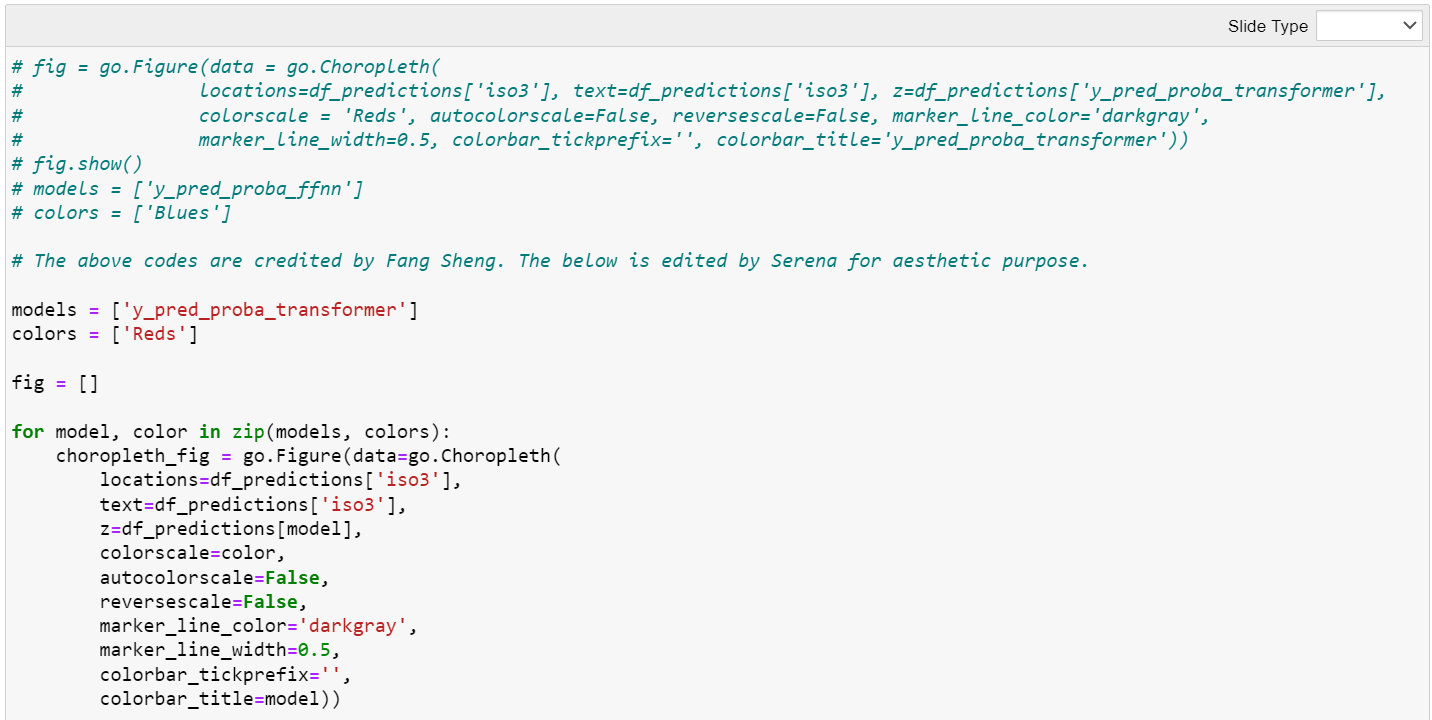 Slide Type
# fig = go.Figure(data = go.Choropleth(
#                locations=df_predictions['iso3'], text=df_predictions['iso3'], z=df_predictions['y_pred_proba_transformer'],
#                colorscale = 'Reds', autocolorscale=False, reversescale=False, marker_line_color='darkgray',
#                marker_line_width=0.5, colorbar_tickprefix='', colorbar_title='y_pred_proba_transformer'))
# fig.show()
# models = ['y_pred_proba_ffnn']
# colors = ['Blues']
# The above codes are credited by Fang Sheng. The below is edited by Serena for aesthetic purpose.
models = ['y_pred_proba_transformer']
colors = ['Reds']
fig = []
for model, color in zip(models, colors):
    choropleth_fig = go.Figure(data=go.Choropleth(
        locations=df_predictions['iso3'],
        text=df_predictions['iso3'],
        z=df_predictions[model],
        colorscale=color,
        autocolorscale=False,
        reversescale=False,
        marker_line_color='darkgray',
        marker_line_width=0.5,
        colorbar_tickprefix='',
        colorbar_title=model))